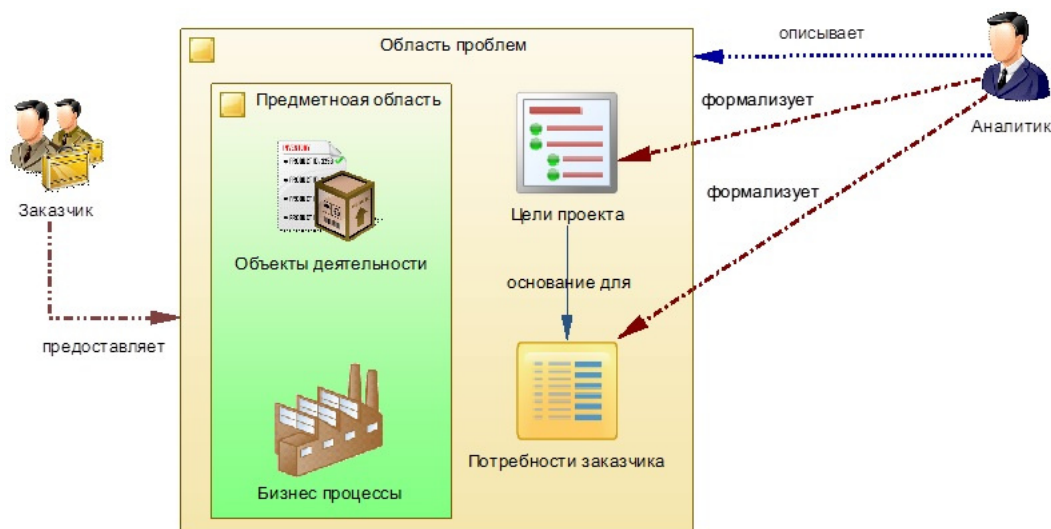 Область проблем
описывает
Предметноая область
формализует
Аналитик
INVENTORY
Заказчик
формализует
Цели проекта
Объекты деятельности
основание для
предоставляет
Потребности заказчика
Бизнес процессы